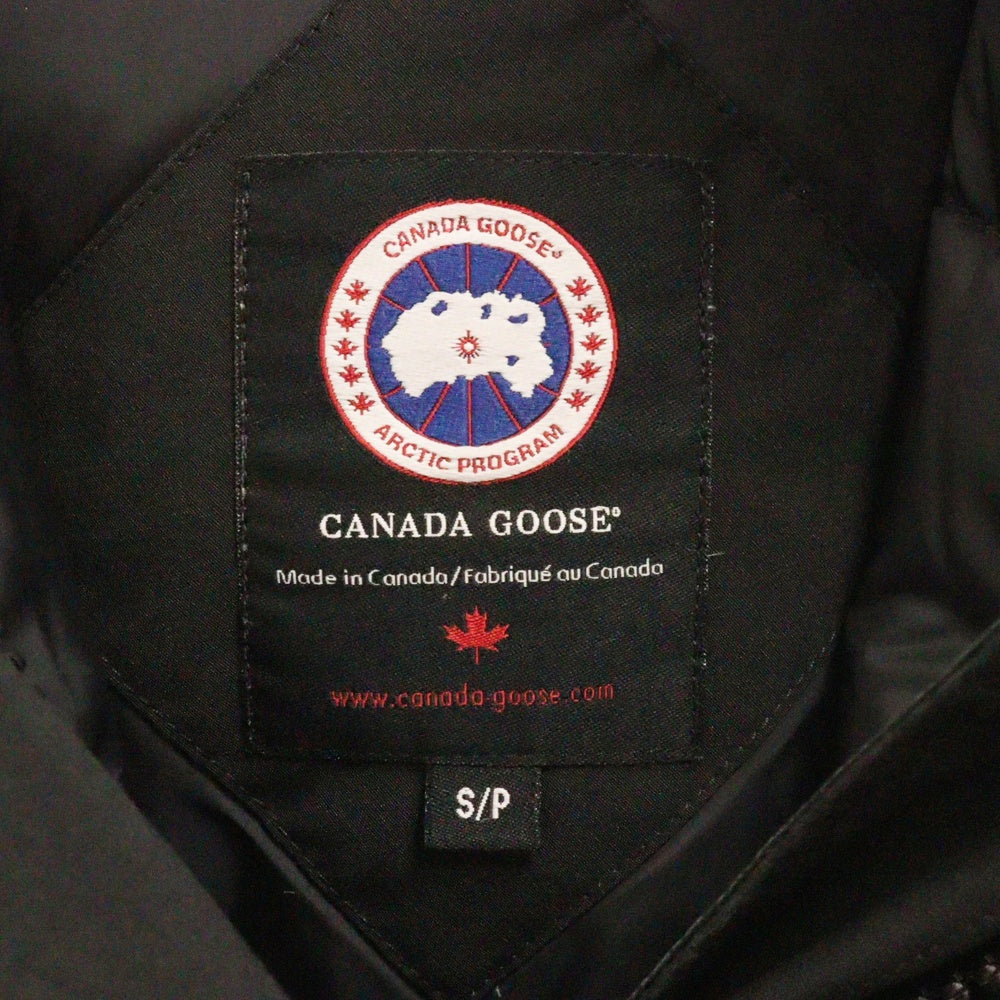 CANADA GOOSE®
ARCTIC PROGRAM
CANADA GOOSE®
Made in Canada/Fabriqué au Canada
www.canada-goose.com
S/P